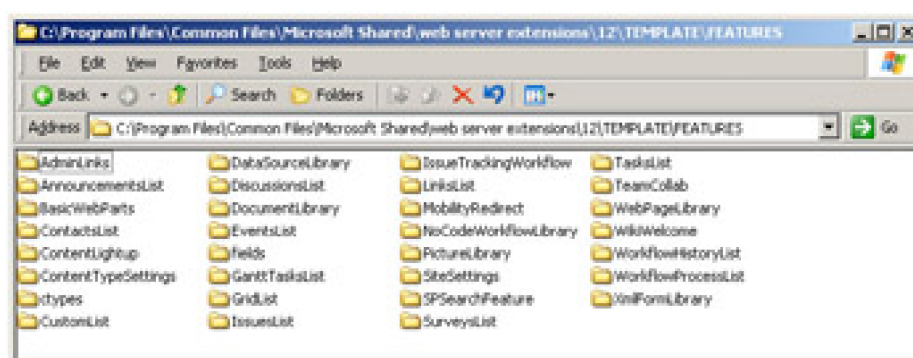 C:\Program Files\Common Files\Microsoft Shared\web server extensions\12\TEMPLATE\FEATURES
File Edit View Favorites Tools Help
Back Search Folders
Address C:\Program Files\Common Files\Microsoft Shared\web server extensions\12\TEMPLATE\FEATURES Go
AdminLinks DataSourceLibrary IssueTrackingWorkflow TasksList
AnnouncementsList DiscussionsList LinksList TeamCollab
BasicWebParts DocumentLibrary MobilityRedirect WebPageLibrary
ContactsList EventsList NoCodeWorkflowLibrary WikiWelcome
ContentLightup fields PictureLibrary WorkflowHistoryList
ContentTypeSettings GanttTasksList SiteSettings WorkflowProcessList
ctypes GridList SPSearchFeature XmlFormLibrary
CustomList IssuesList SurveysList